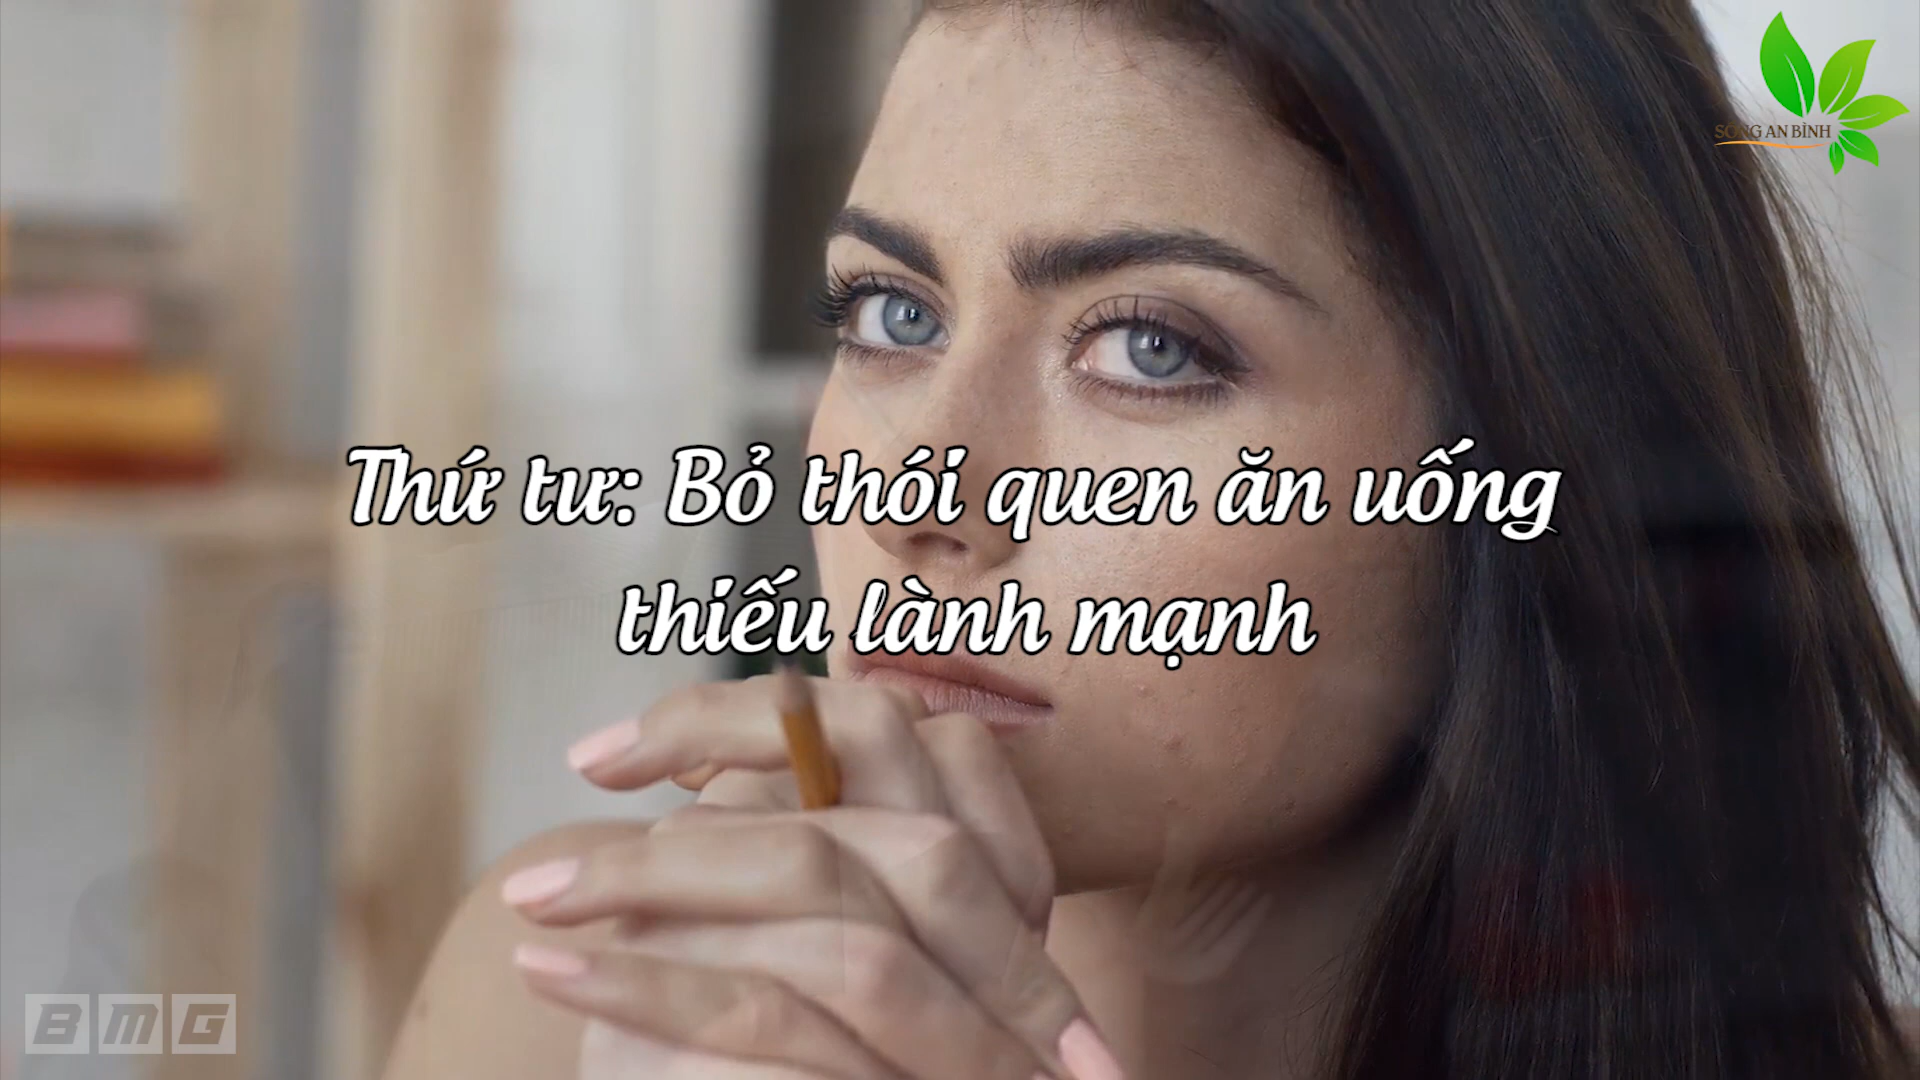 SỐNG AN BÌNH
Thứ tư: Bỏ thói quen ăn uống
thiếu lành mạnh
BMG